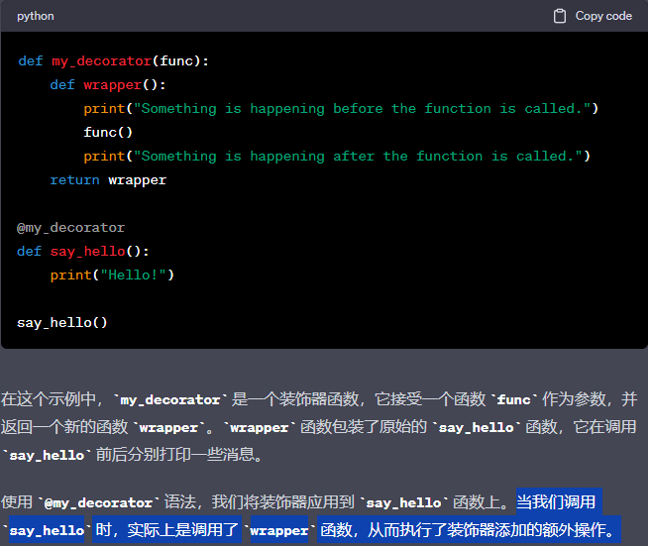 python Copy code
def my_decorator(func):
    def wrapper():
        print("Something is happening before the function is called.")
        func()
        print("Something is happening after the function is called.")
    return wrapper
@my_decorator
def say_hello():
    print("Hello!")
say_hello()
在这个示例中，`my_decorator` 是一个装饰器函数，它接受一个函数 `func` 作为参数，并
返回一个新的函数 `wrapper`。`wrapper` 函数包装了原始的 `say_hello` 函数，它在调用
`say_hello` 前后分别打印一些消息。
使用 `@my_decorator` 语法，我们将装饰器应用到 `say_hello` 函数上。当我们调用
`say_hello` 时，实际上是调用了 `wrapper` 函数，从而执行了装饰器添加的额外操作。